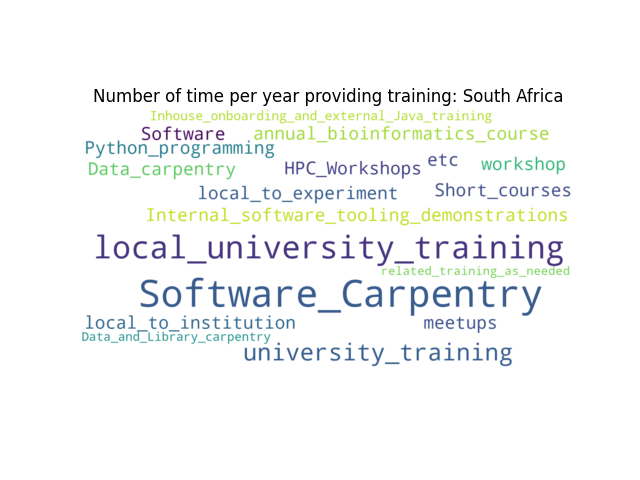 Number of time per year providing training: South Africa
Inhouse_onboarding_and_external_Java_training
Software annual_bioinformatics_course
Python_programming
Data_carpentry HPC_Workshops etc workshop
local_to_experiment Short_courses
Internal_software_tooling_demonstrations
local_university_training
related_training_as_needed
Software_Carpentry
local_to_institution meetups
Data_and_Library_carpentry
university_training